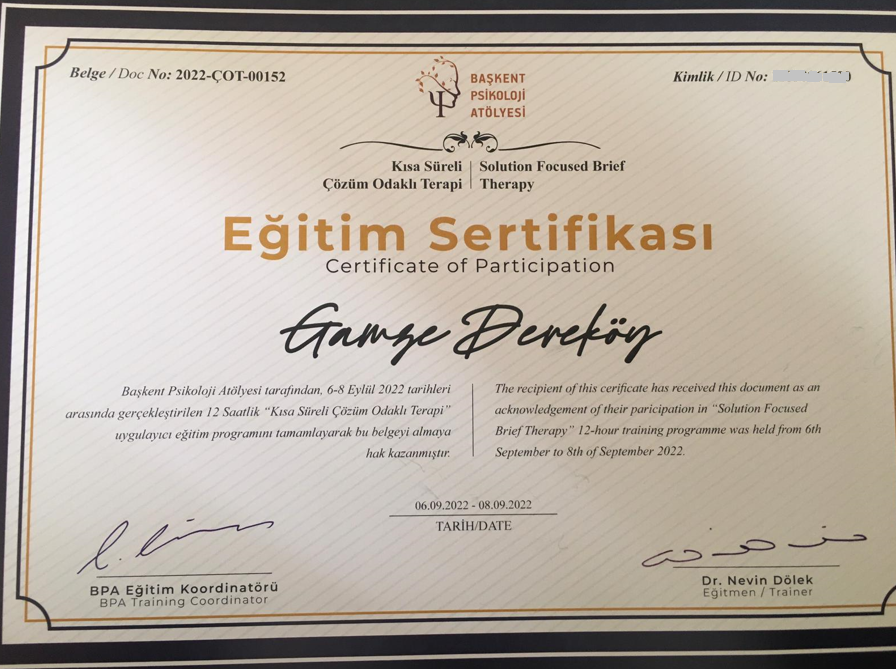 Belge / Doc No: 2022-ÇOT-00152
Kimlik / ID No:
BAŞKENT
PSİKOLOJİ
ATÖLYESİ
Kısa Süreli
Çözüm Odaklı Terapi
Solution Focused Brief
Therapy
Eğitim Sertifikası
Certificate of Participation
Gamze Dereköy
Başkent Psikoloji Atölyesi tarafından, 6-8 Eylül 2022 tarihleri
arasında gerçekleştirilen 12 Saatlik “Kısa Süreli Çözüm Odaklı Terapi”
uygulayıcı eğitim programını tamamlayarak bu belgeyi almaya
hak kazanmıştır.
The recipient of this cerificate has received this document as an
acknowledgement of their paricipation in “Solution Focused
Brief Therapy” 12-hour training programme was held from 6th
September to 8th of September 2022.
06.09.2022 - 08.09.2022
TARİH/DATE
BPA Eğitim Koordinatörü
BPA Training Coordinator
Dr. Nevin Dölek
Eğitmen / Trainer